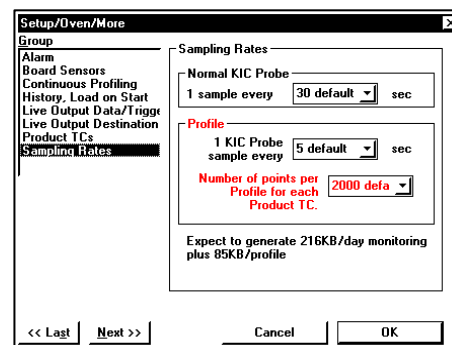 Setup/Oven/More
Group
Alarm
Board Sensors
Continuous Profiling
History, Load on Start
Live Output Data/Trigge
Live Output Destination
Product TCs
Sampling Rates
Sampling Rates
Normal KIC Probe
1 sample every 30 default sec
Profile
1 KIC Probe
sample every 5 default sec
Number of points per
Profile for each 2000 defa
Product TC.
Expect to generate 216KB/day monitoring
plus 85KB/profile
<< Last Next >> Cancel OK